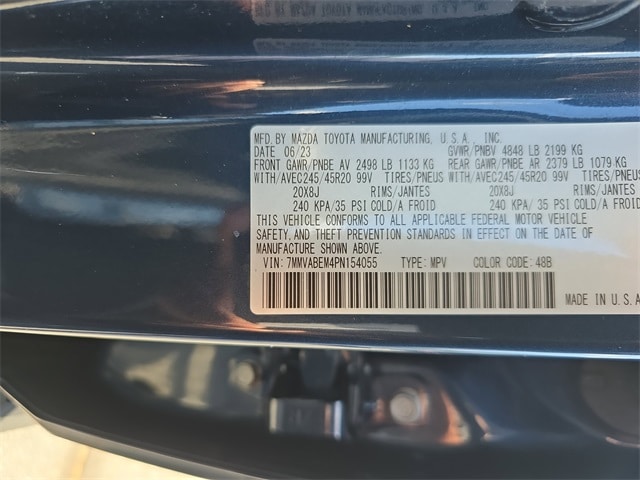 MFD.BY MAZDA TOYOTA MANUFACTURING, U.S.A., INC.
DATE 06/23 GVWR/PNBV 4848 LB 2199 KG
FRONT GAWR/PNBE AV 2498 LB 1133 KG REAR GAWR/PNBE AR 2379 LB 1079 KG
WITH/AVEC245/45R20 99V TIRES/PNEUS WITH/AVEC245/45R20 99V TIRES/PNEUS
20X8J RIMS/JANTES 20X8J RIMS/JANTES
240 KPA/35 PSI COLD/A FROID 240 KPA/35 PSI COLD/A FROID
THIS VEHICLE CONFORMS TO ALL APPLICABLE FEDERAL MOTOR VEHICLE
SAFETY, AND THEFT PREVENTION STANDARDS IN EFFECT ON THE DATE OF
MANUFACTURE SHOWN ABOVE.
VIN: 7MMVABEM4PN154055 TYPE: MPV COLOR CODE: 48B
MADE IN U.S.A